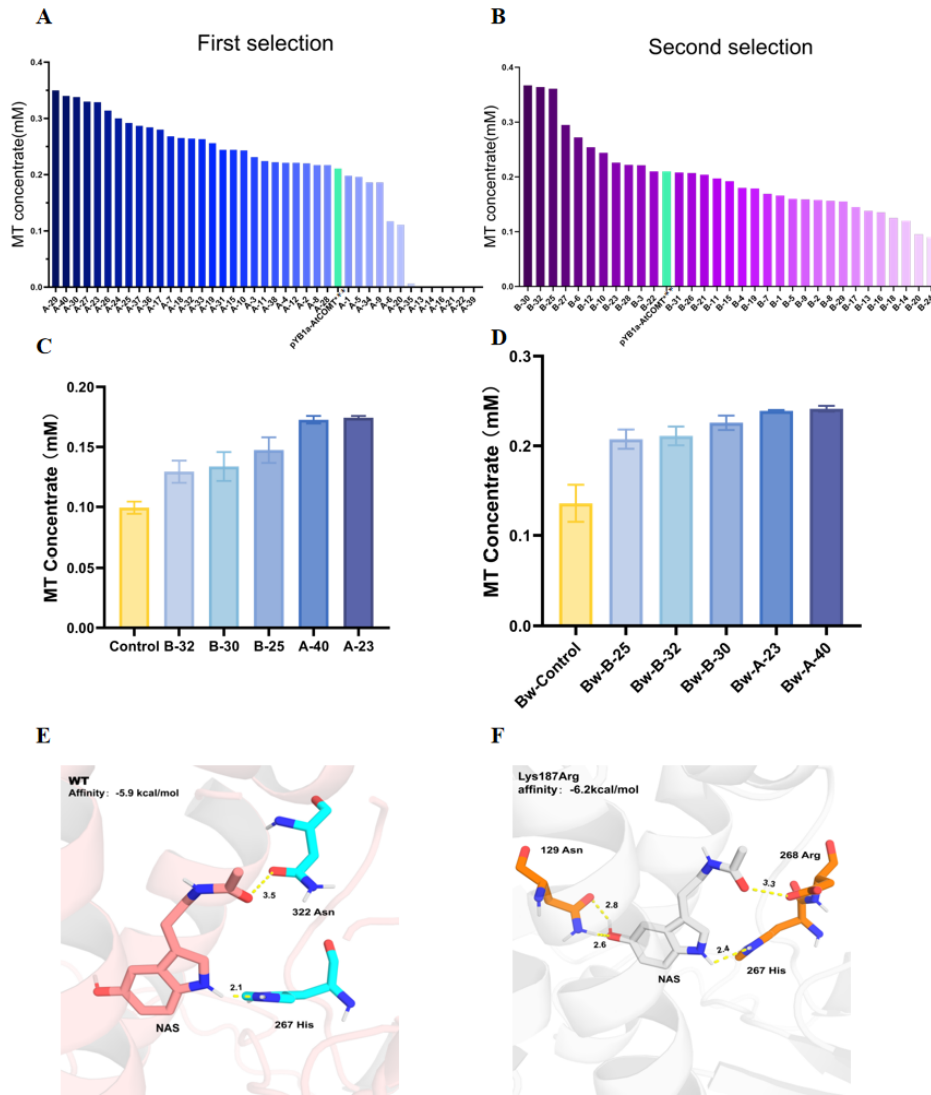 A
First selection
MT concentrate(mM)
0.4
0.3
0.2
0.1
0.0
A-29
A-40
A-30
A-27
A-23
A-26
A-24
A-25
A-37
A-36
A-17
A-7
A-18
A-32
A-33
A-19
A-31
A-15
A-10
A-3
A-11
A-38
A-4
A-12
A-2
A-8
A-28
pYB1a-AtCOMT**
A-1
A-5
A-34
A-9
A-6
A-20
A-35
A-13
A-14
A-16
A-21
A-22
A-39
B
Second selection
MT concentrate(mM)
0.4
0.3
0.2
0.1
0.0
B-30
B-32
B-25
B-27
B-6
B-12
B-10
B-23
B-28
B-3
B-22
B-31
B-26
B-21
B-11
B-15
B-4
B-19
B-7
B-1
B-5
B-9
B-2
B-8
B-29
B-17
B-13
B-16
B-18
B-14
B-20
B-24
C
MT Concentrate (mM)
0.20
0.15
0.10
0.05
0.00
Control B-32 B-30 B-25 A-40 A-23
D
MT Concentrate (mM)
0.3
0.2
0.1
0.0
Bw-Control
Bw-B-25
Bw-B-32
Bw-B-30
Bw-A-23
Bw-A-40
E
WT
Affinity: -5.9 kcal/mol
3.5
322 Asn
2.1
NAS
267 His
F
Lys187Arg
affinity: -6.2kcal/mol
129 Asn
268 Arg
2.8
3.3
2.6
2.4
NAS
267 His